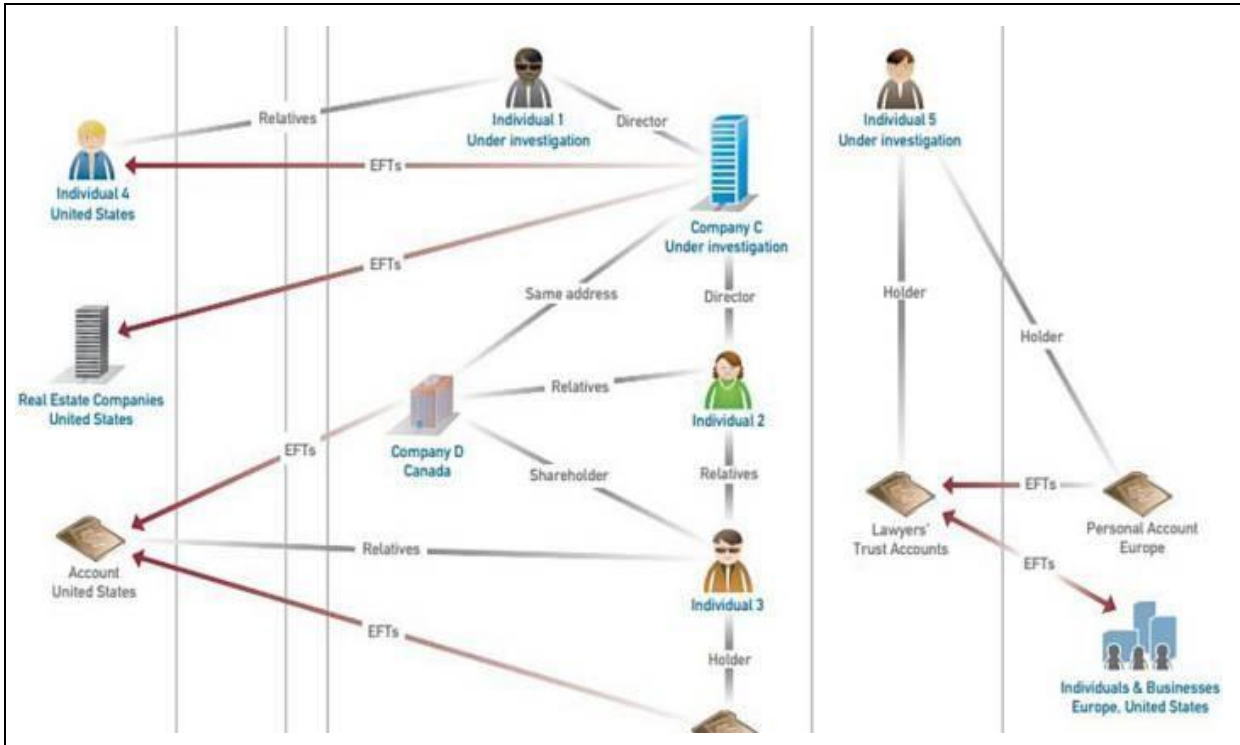 Relatives
Individual 1
Under investigation
Director
Individual 5
Under investigation
EFTs
Individual 4
United States
Company C
Under investigation
EFTs
Same address
Director
Holder
Holder
Real Estate Companies
United States
Relatives
Individual 2
Company D
Canada
EFTs
Shareholder
Relatives
EFTs
Lawyers'
Trust Accounts
Personal Account
Europe
Account
United States
Relatives
EFTs
Individual 3
EFTs
Holder
Individuals & Businesses
Europe, United States